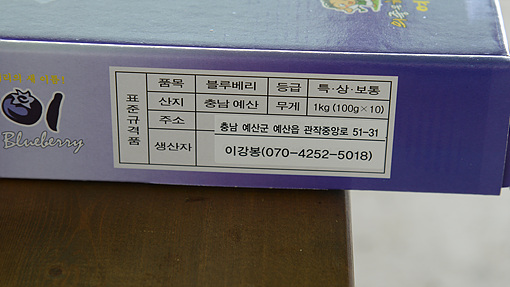 표준규격품
품목 블루베리 등급 특·상·보통
산지 충남 예산 무게 1kg (100g×10)
주소 충남 예산군 예산읍 관작중앙로 51-31
생산자 이강봉(070-4252-5018)
이
Blueberry